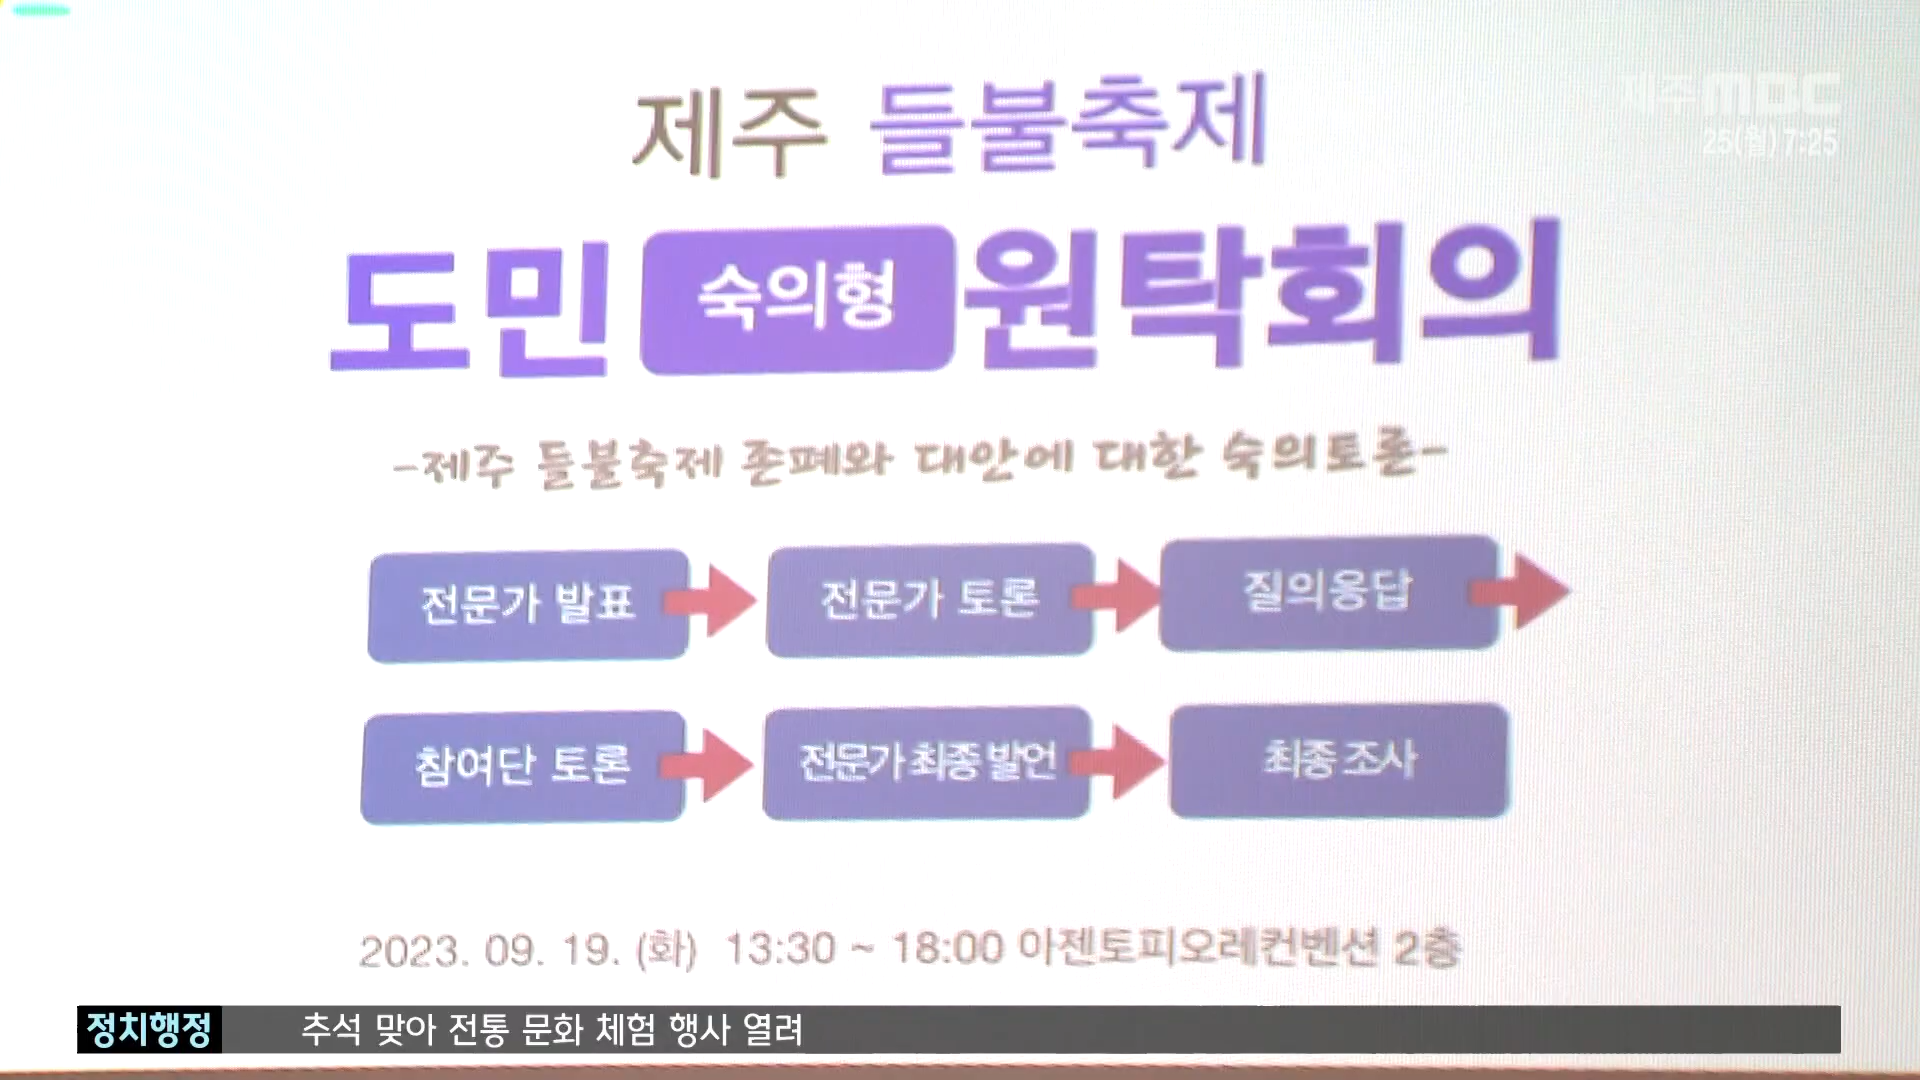 제주MBC
25(월) 7:25
제주 들불축제
도민 숙의형 원탁회의
-제주 들불축제 존폐와 대안에 대한 숙의토론-
전문가 발표 전문가 토론 질의응답
참여단 토론 전문가 최종 발언 최종 조사
2023. 09. 19. (화) 13:30 ~ 18:00 아젠토피오레컨벤션 2층
정치행정 추석 맞아 전통 문화 체험 행사 열려